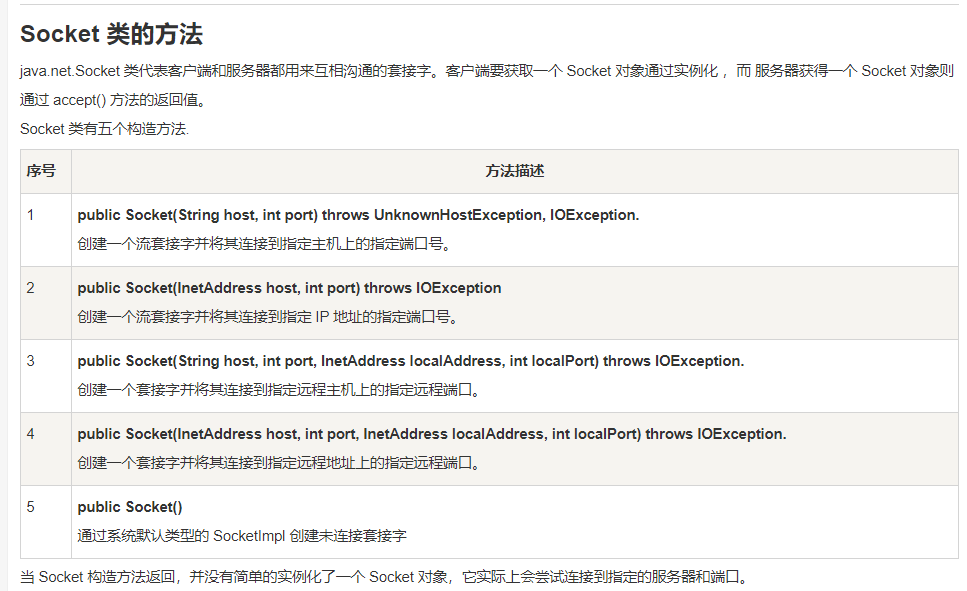 Socket 类的方法
java.net.Socket 类代表客户端和服务器都用来互相沟通的套接字。客户端要获取一个 Socket 对象通过实例化 ，而 服务器获得一个 Socket 对象则
通过 accept() 方法的返回值。
Socket 类有五个构造方法.
序号 方法描述
1 public Socket(String host, int port) throws UnknownHostException, IOException.
创建一个流套接字并将其连接到指定主机上的指定端口号。
2 public Socket(InetAddress host, int port) throws IOException
创建一个流套接字并将其连接到指定 IP 地址的指定端口号。
3 public Socket(String host, int port, InetAddress localAddress, int localPort) throws IOException.
创建一个套接字并将其连接到指定远程主机上的指定远程端口。
4 public Socket(InetAddress host, int port, InetAddress localAddress, int localPort) throws IOException.
创建一个套接字并将其连接到指定远程地址上的指定远程端口。
5 public Socket()
通过系统默认类型的 SocketImpl 创建未连接套接字
当 Socket 构造方法返回，并没有简单的实例化了一个 Socket 对象，它实际上会尝试连接到指定的服务器和端口。